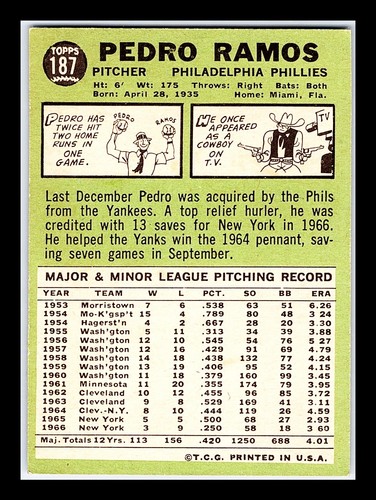 TOPPS
187
PEDRO RAMOS
PITCHER PHILADELPHIA PHILLIES
Ht: 6' Wt: 175 Throws: Right Bats: Both
Born: April 28, 1935 Home: Miami, Fla.
PEDRO HAS
TWICE HIT
TWO HOME
RUNS IN
ONE
GAME.
PEDRO
RAMOS
HE ONCE
APPEARED
AS A
COWBOY
ON
T.V.
TV
Last December Pedro was acquired by the Phils
from the Yankees. A top relief hurler, he was
credited with 13 saves for New York in 1966.
He helped the Yanks win the 1964 pennant, sav-
ing seven games in September.
MAJOR & MINOR LEAGUE PITCHING RECORD
YEAR TEAM W L PCT. SO BB ERA
1953 Morristown 7 6 .538 63 51 6.26
1954 Mo-K'gsp't 15 4 .789 80 48 3.24
1954 Hagerst'n 4 2 .667 28 20 3.30
1955 Wash'gton 5 11 .313 34 39 3.88
1956 Wash'gton 12 10 .545 54 76 5.27
1957 Wash'gton 12 16 .429 91 69 4.79
1958 Wash'gton 14 18 .438 132 77 4.24
1959 Wash'gton 13 19 .406 95 52 4.15
1960 Wash'gton 11 18 .379 160 99 3.45
1961 Minnesota 11 20 .355 174 79 3.95
1962 Cleveland 10 12 .455 96 85 3.72
1963 Cleveland 9 8 .529 169 41 3.11
1964 Clev.-N.Y. 8 10 .444 119 26 4.59
1965 New York 5 5 .500 68 27 2.93
1966 New York 3 9 .250 58 18 3.60
Maj. Totals 12 Yrs. 113 156 .420 1250 688 4.01
©T.C.G. PRINTED IN U.S.A.